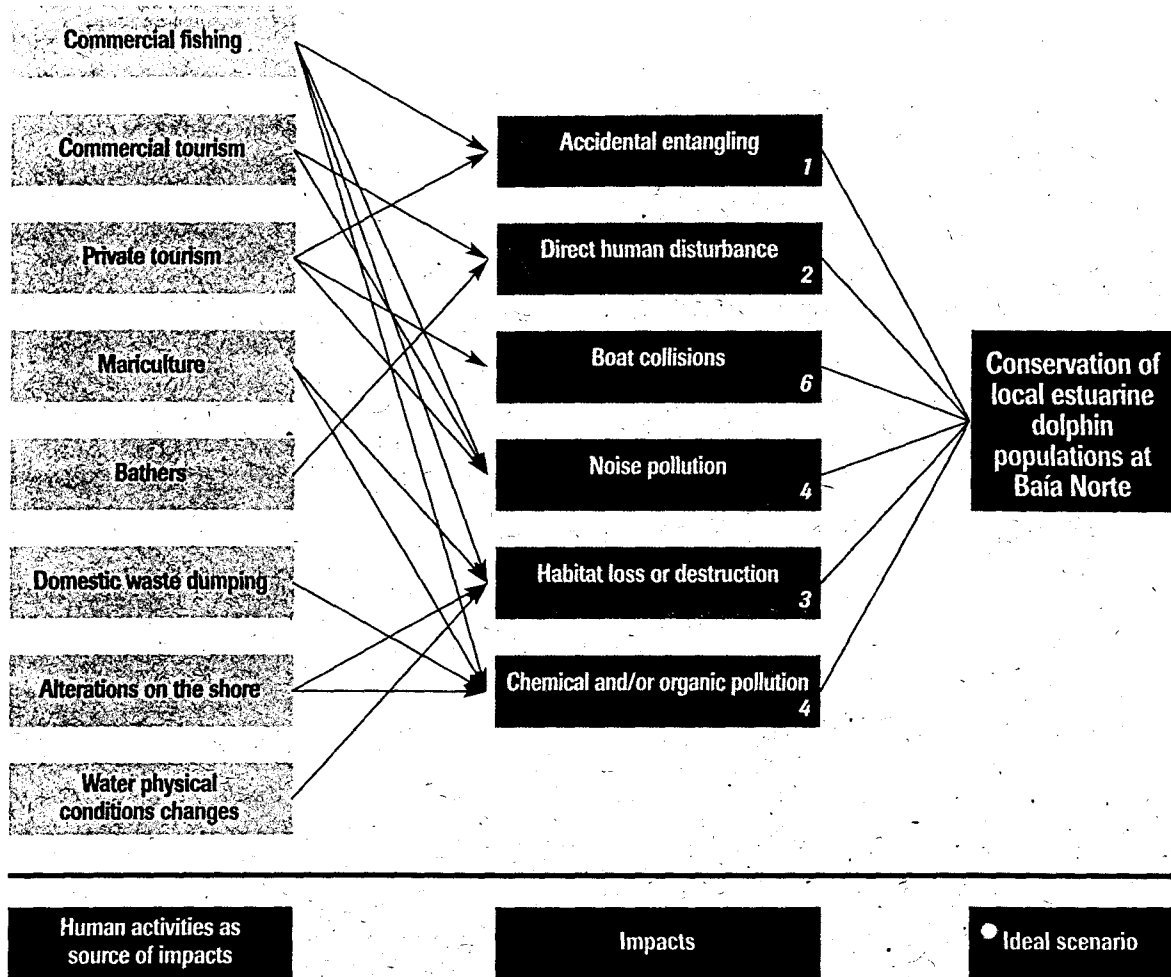 Commercial fishing
Commercial tourism
Private tourism
Mariculture
Bathers
Domestic waste dumping
Alterations on the shore
Water physical
conditions changes
Accidental entangling
1
Direct human disturbance
2
Boat collisions
6
Noise pollution
4
Habitat loss or destruction
3
Chemical and/or organic pollution
4
Conservation of
local estuarine
dolphin
populations at
Baía Norte
Human activities as
source of impacts
Impacts
Ideal scenario